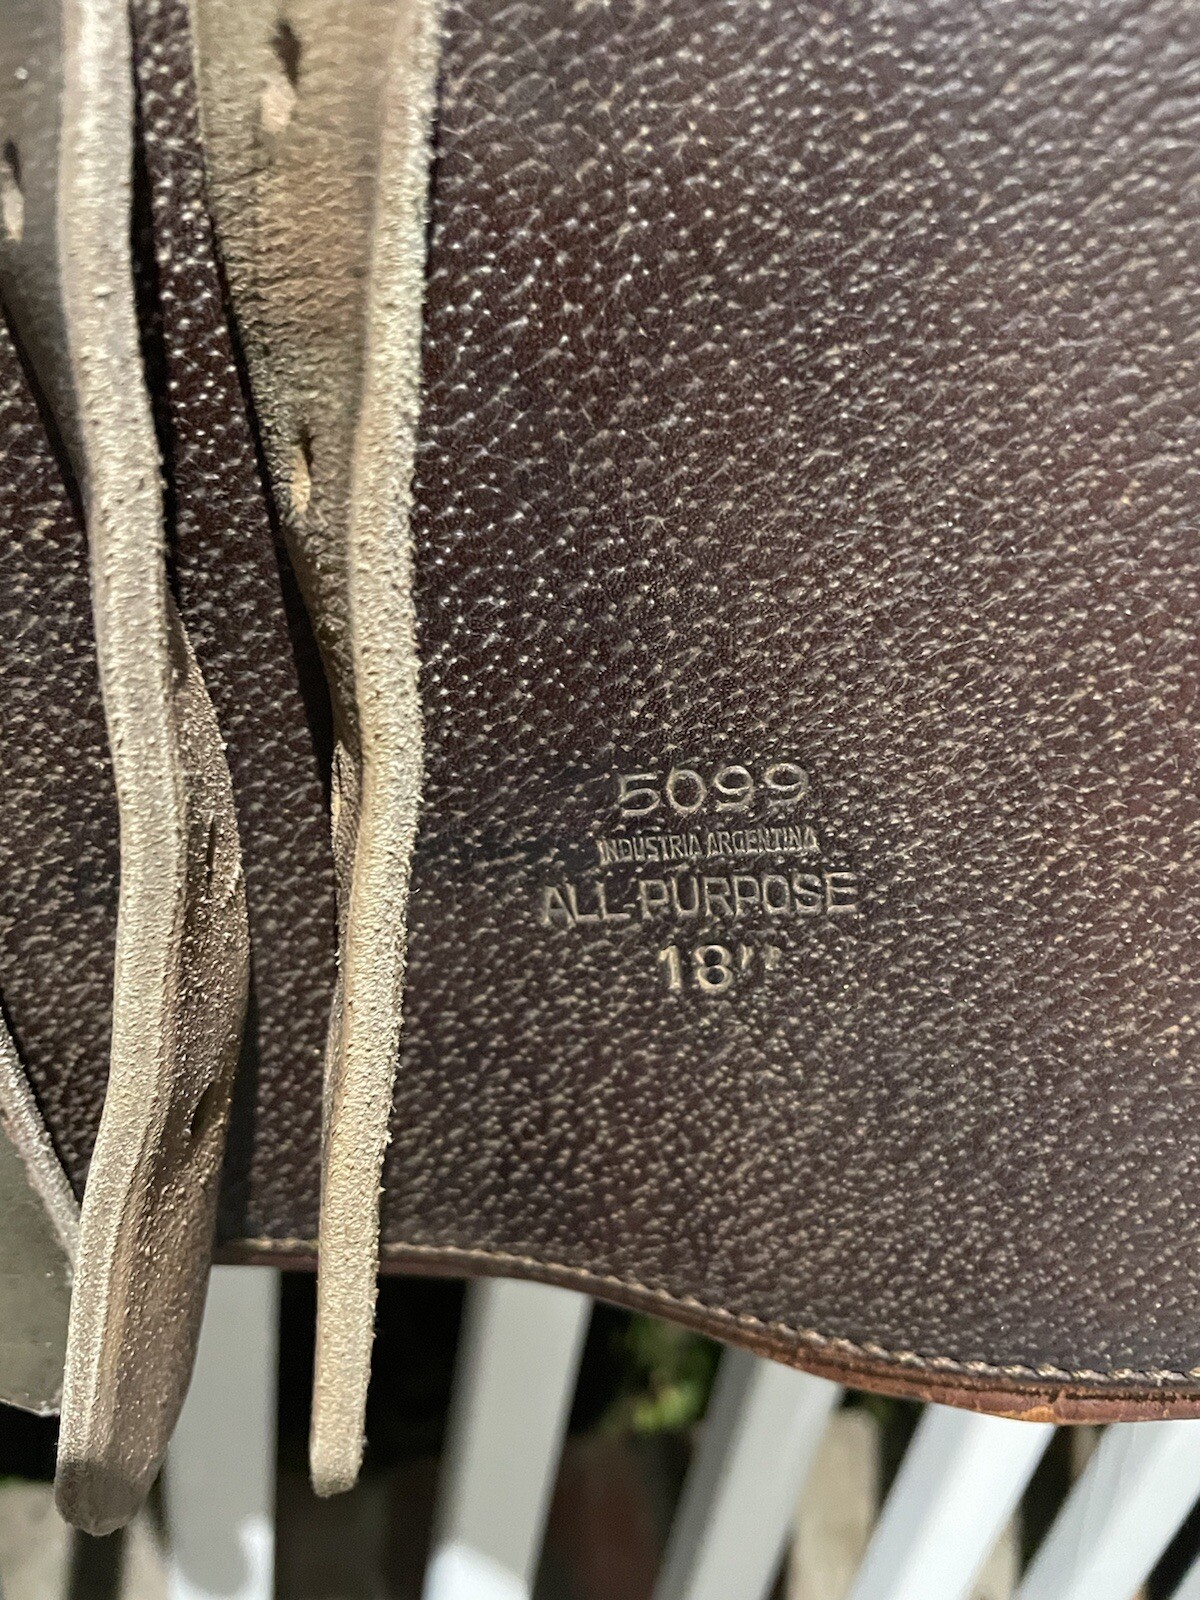 5099
INDUSTRIA ARGENTINA
ALL-PURPOSE
18"